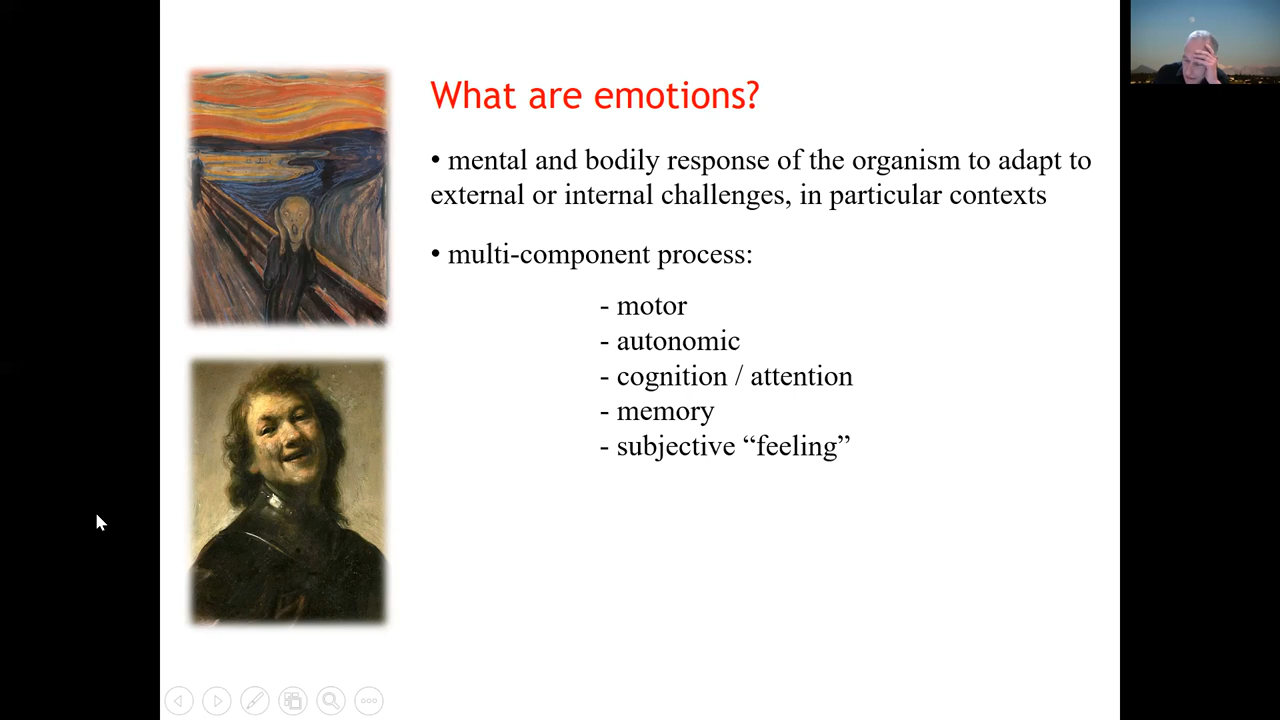 What are emotions?
• mental and bodily response of the organism to adapt to
external or internal challenges, in particular contexts
• multi-component process:
- motor
- autonomic
- cognition / attention
- memory
- subjective “feeling”